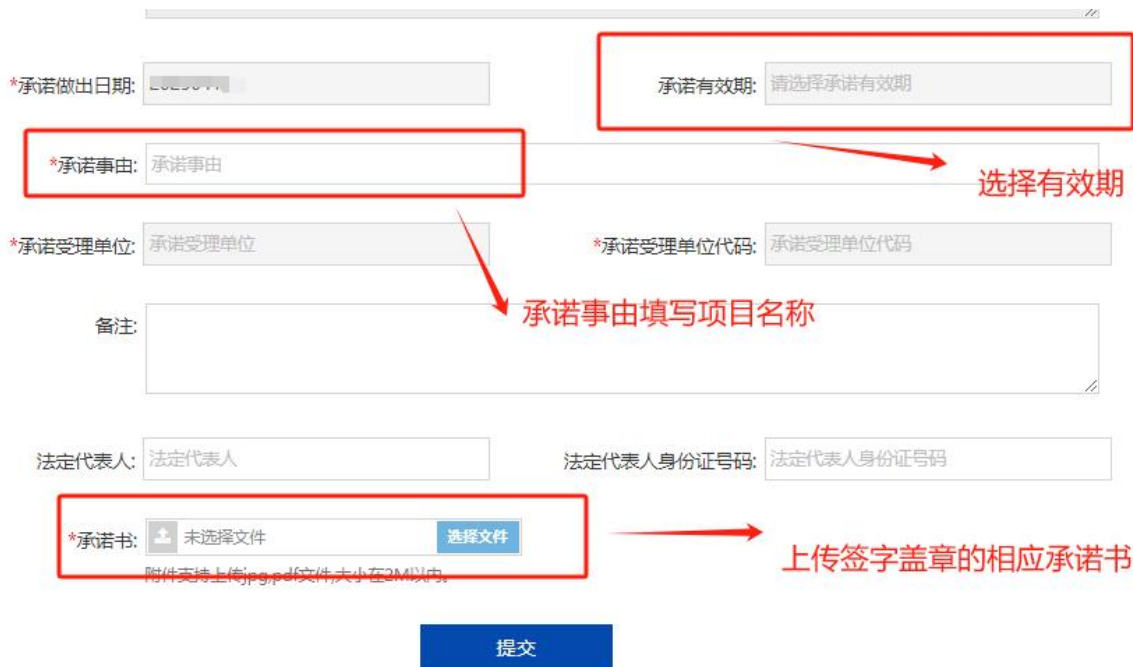 *承诺做出日期:
承诺有效期: 请选择承诺有效期
*承诺事由: 承诺事由
选择有效期
*承诺受理单位: 承诺受理单位
*承诺受理单位代码: 承诺受理单位代码
承诺事由填写项目名称
备注:
法定代表人: 法定代表人
法定代表人身份证号码: 法定代表人身份证号码
*承诺书: 未选择文件 选择文件
上传签字盖章的相应承诺书
附件支持上传jpg,pdf文件,大小在2M以内。
提交